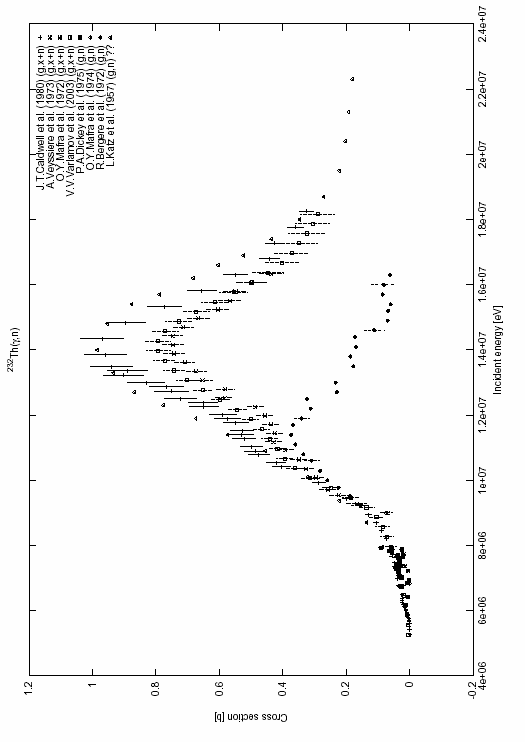 ²³²Th(γ,n)
J.T.Caldwell et al. (1980) (g,x+n)
A.Veyssiere et al. (1973) (g,x+n)
O.Y.Mafra et al. (1972) (g,x+n)
V.V.Varlamov et al. (2003) (g,x+n)
P.A.Dickey et al. (1975) (g,n)
O.Y.Mafra et al. (1974) (g,n)
R.Bergere et al. (1972) (g,n)
L.Katz et al. (1957) (g,n) ??
Cross section [b]
1.2
1
0.8
0.6
0.4
0.2
0
-0.2
4e+06
6e+06
8e+06
1e+07
1.2e+07
1.4e+07
1.6e+07
1.8e+07
2e+07
2.2e+07
2.4e+07
Incident energy [eV]